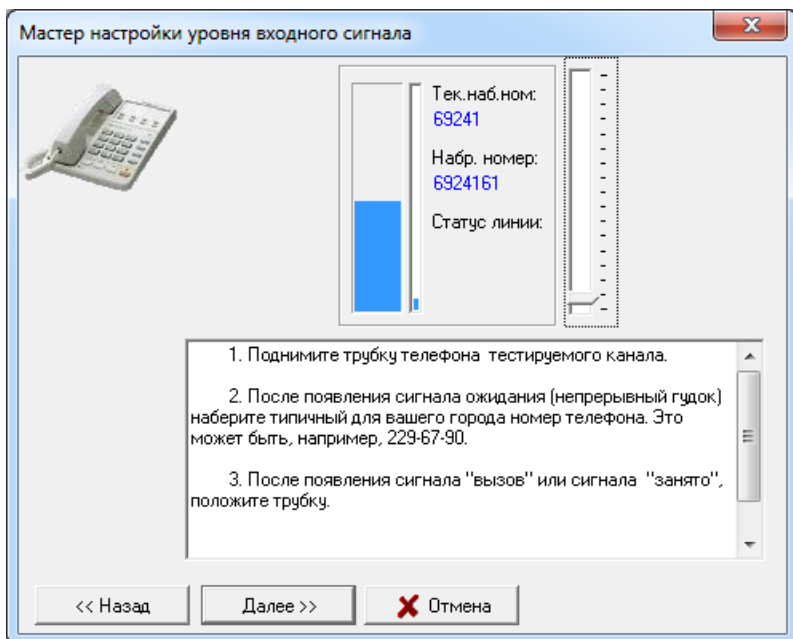 Мастер настройки уровня входного сигнала
Тек.наб.ном:
69241
Набр. номер:
6924161
Статус линии:
1. Поднимите трубку телефона тестируемого канала.
2. После появления сигнала ожидания (непрерывный гудок)
наберите типичный для вашего города номер телефона. Это
может быть, например, 229-67-90.
3. После появления сигнала "вызов" или сигнала "занято",
положите трубку.
<< Назад
Далее >>
Отмена